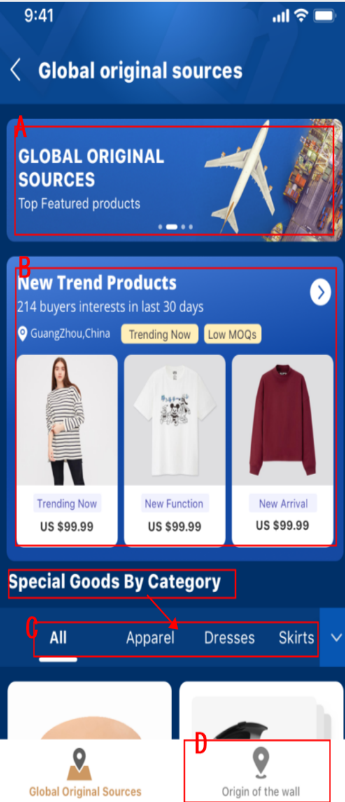 9:41
Global original sources
A
GLOBAL ORIGINAL
SOURCES
Top Featured products
B
New Trend Products
214 buyers interests in last 30 days
GuangZhou,China
Trending Now
Low MOQs
Trending Now
New Function
New Arrival
US $99.99
US $99.99
US $99.99
Special Goods By Category
C
All
Apparel
Dresses
Skirts
D
Global Original Sources
Origin of the wall